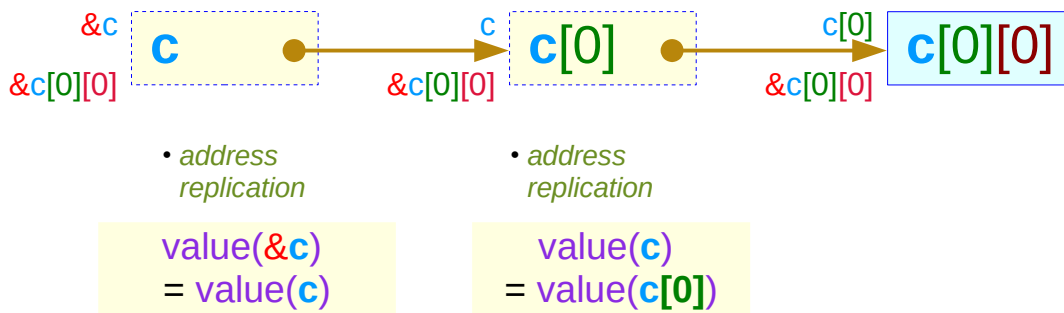 &c c c[0]
c c[0] c[0][0]
&c[0][0] &c[0][0] &c[0][0]
• address
replication
• address
replication
value(&c)
= value(c)
value(c)
= value(c[0])